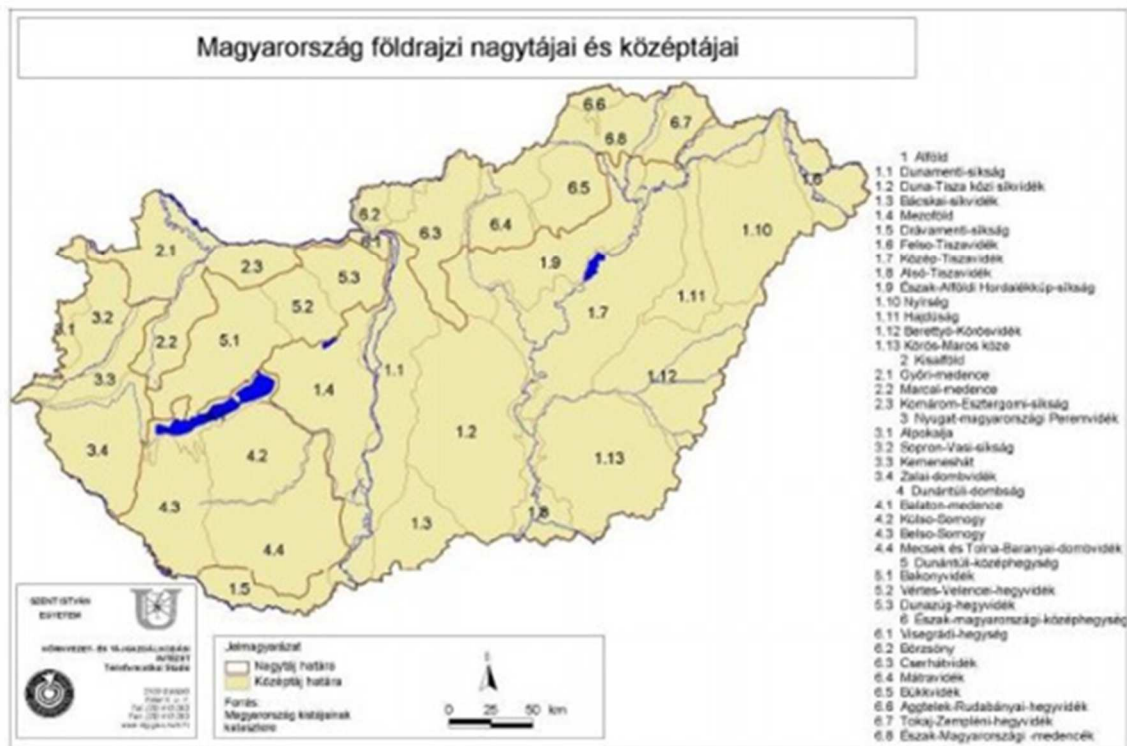 Magyarország földrajzi nagytájai és középtájai
6.6
6.7
6.8
6.5
1.6
6.2
6.3
6.4
1.10
6.1
2.1
2.3
5.3
1.9
5.2
1.11
1.7
3.2
3.1
2.2
5.1
3.3
1.4
1.1
1.12
1.2
3.4
4.2
1.13
4.3
1.3
1.8
4.4
1.5
1 Alföld
1.1 Dunamenti-síkság
1.2 Duna-Tisza közi síkvidék
1.3 Bácskai-síkvidék
1.4 Mezoföld
1.5 Drávamenti-síkság
1.6 Felso-Tiszavidék
1.7 Közép-Tiszavidék
1.8 Alsó-Tiszavidék
1.9 Észak-Alföldi Hordalékkúp-síkság
1.10 Nyírség
1.11 Hajdúság
1.12 Berettyo-Körösvidék
1.13 Körös-Maros köze
2 Kisalföld
2.1 Gyõri-medence
2.2 Marcal-medence
2.3 Komárom-Esztergomi-síkság
3 Nyugat-magyarországi Peremvidék
3.1 Alpokalja
3.2 Sopron-Vasi-síkság
3.3 Kemeneshát
3.4 Zalai-dombvidék
4 Dunántúli-dombság
4.1 Balaton-medence
4.2 Külso-Somogy
4.3 Belso-Somogy
4.4 Mecsek és Tolna-Baranyai-dombvidék
5 Dunántúli-középhegység
5.1 Bakonyvidék
5.2 Vértes-Velencei-hegyvidék
5.3 Dunazúg-hegyvidék
6 Észak-magyarországi-középhegység
6.1 Visegrádi-hegység
6.2 Börzsöny
6.3 Cserhátvidék
6.4 Mátravidék
6.5 Bükkvidék
6.6 Aggtelek-Rudabányai-hegyvidék
6.7 Tokaj-Zempléni-hegyvidék
6.8 Észak-Magyarországi -medencék
SZENT ISTVÁN
EGYETEM
KÖRNYEZET- ÉS TÁJGAZDÁLKODÁSI
INTÉZET
Térinformatikai Stúdió
Jelmagyarázat
Nagytáj határa
Középtáj határa
Forrás:
Magyarország kistájainak
katasztere
0 25 50 km